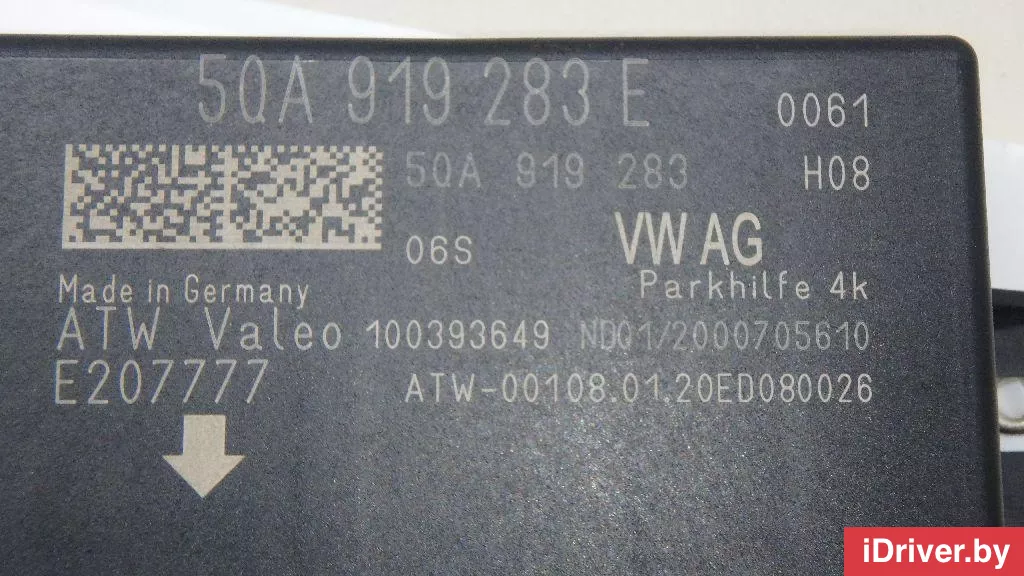 5QA 919 283 E
0061
5QA 919 283
H08
06S
VW AG
Parkhilfe 4k
Made in Germany
ATW Valeo 100393649 NDQ1/2000705610
E207777
ATW-00108.01.20ED080026
iDriver.by